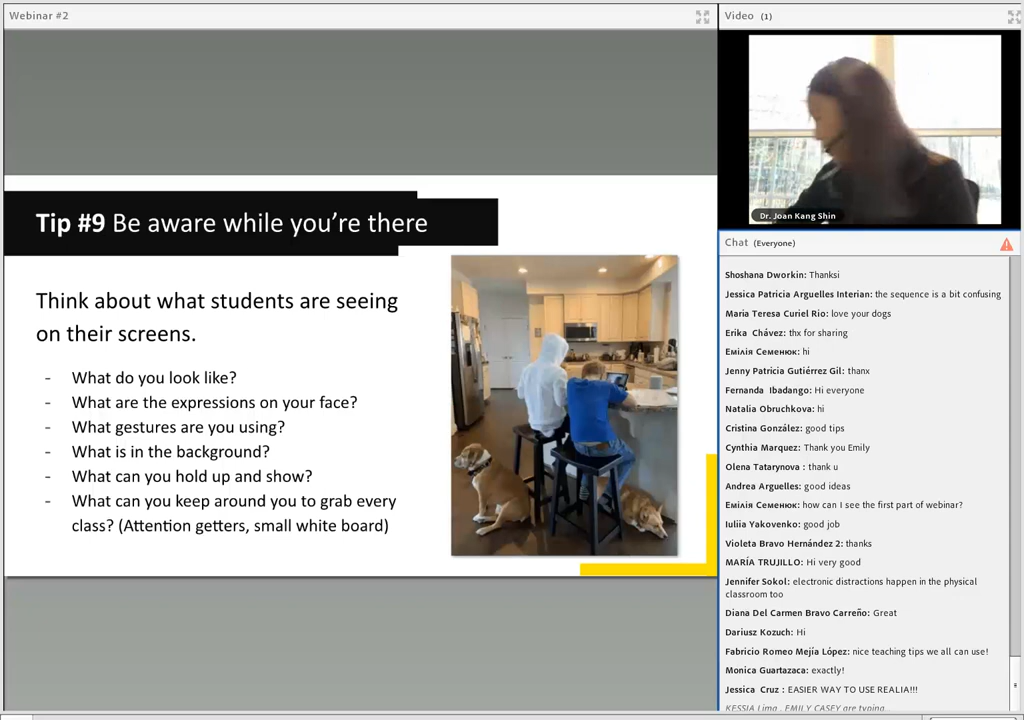 Webinar #2
Tip #9 Be aware while you're there
Think about what students are seeing
on their screens.
- What do you look like?
- What are the expressions on your face?
- What gestures are you using?
- What is in the background?
- What can you hold up and show?
- What can you keep around you to grab every
class? (Attention getters, small white board)
Video (1)
Dr. Joan Kang Shin
Chat (Everyone)
Shoshana Dworkin: Thanksi
Jessica Patricia Arguelles Interian: the sequence is a bit confusing
Maria Teresa Curiel Rio: love your dogs
Erika Chávez: thx for sharing
Емілія Семенюк: hi
Jenny Patricia Gutiérrez Gil: thanx
Fernanda Ibadango: Hi everyone
Natalia Obruchkova: hi
Cristina González: good tips
Cynthia Marquez: Thank you Emily
Olena Tatarynova : thank u
Andrea Arguelles: good ideas
Емілія Семенюк: how can I see the first part of webinar?
Iuliia Yakovenko: good job
Violeta Bravo Hernández 2: thanks
MARÍA TRUJILLO: Hi very good
Jennifer Sokol: electronic distractions happen in the physical
classroom too
Diana Del Carmen Bravo Carreño: Great
Dariusz Kozuch: Hi
Fabricio Romeo Mejía López: nice teaching tips we all can use!
Monica Guartazaca: exactly!
Jessica Cruz : EASIER WAY TO USE REALIA!!!
KESSIA Lima , EMILY CASEY are typing...